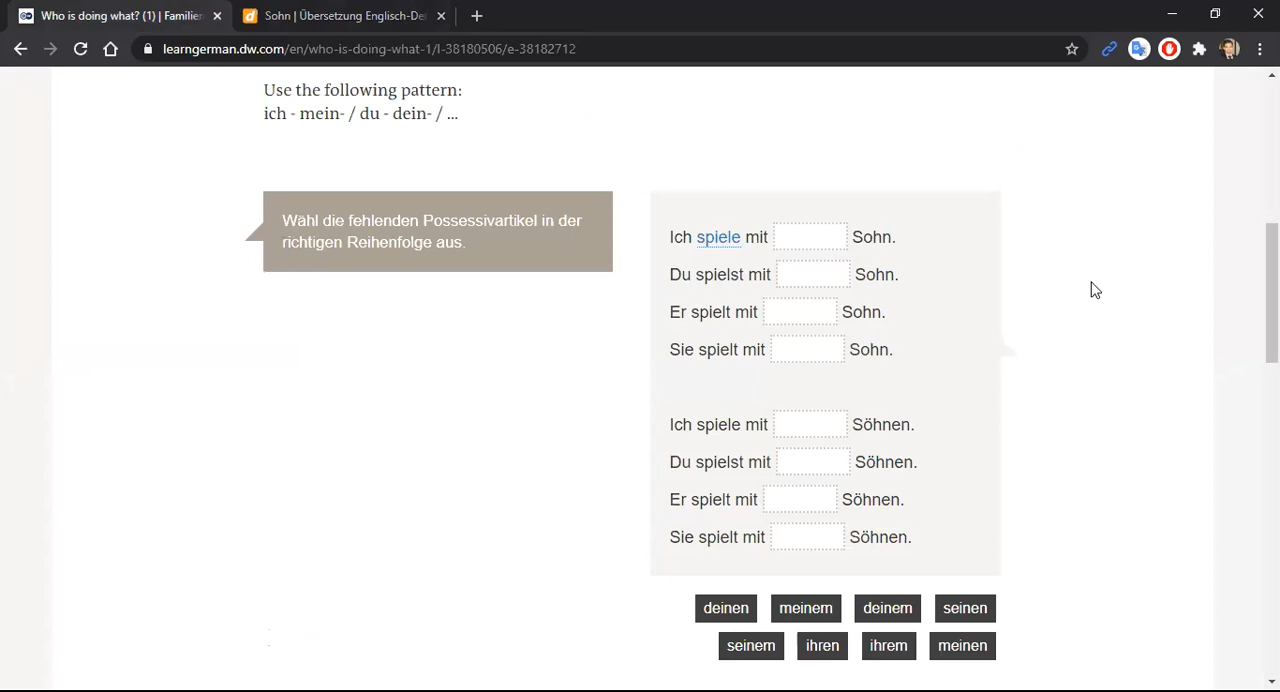 Who is doing what? (1) | Familien
Sohn | Übersetzung Englisch-De
learngerman.dw.com/en/who-is-doing-what-1/l-38180506/e-38182712
Use the following pattern:
ich - mein- / du - dein- / ...
Wähl die fehlenden Possessivartikel in der
richtigen Reihenfolge aus.
Ich spiele mit Sohn.
Du spielst mit Sohn.
Er spielt mit Sohn.
Sie spielt mit Sohn.
Ich spiele mit Söhnen.
Du spielst mit Söhnen.
Er spielt mit Söhnen.
Sie spielt mit Söhnen.
deinen meinem deinem seinen
seinem ihren ihrem meinen